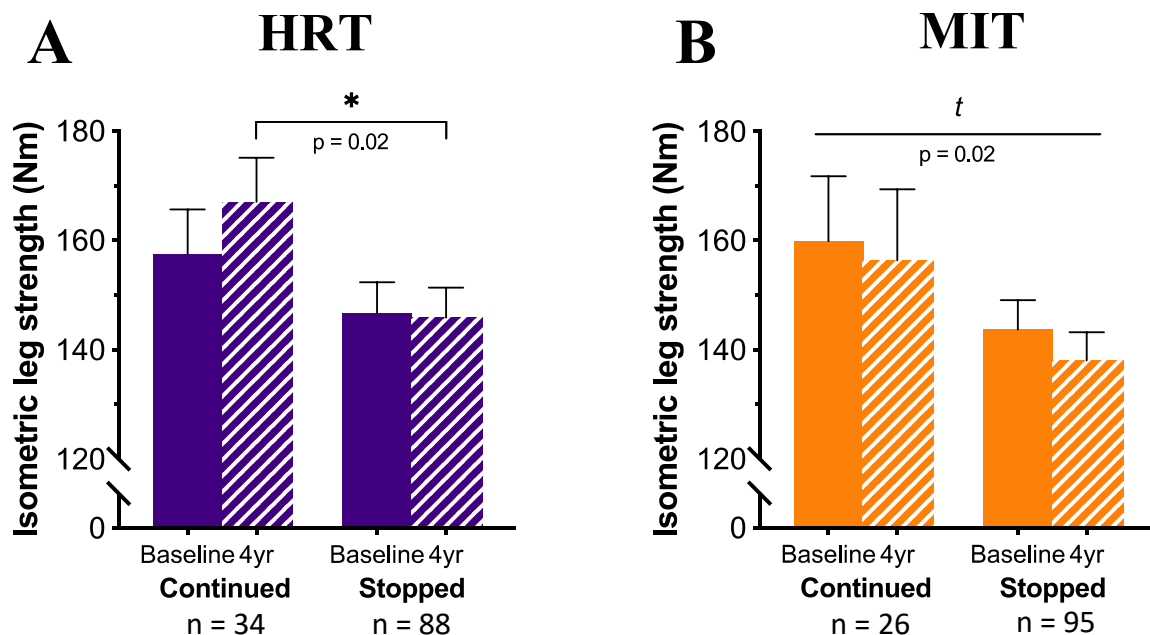 A
HRT
Isometric leg strength (Nm)
180
160
140
120
0
*
p = 0.02
Baseline 4yr
Baseline 4yr
Continued
Stopped
n = 34
n = 88
B
MIT
Isometric leg strength (Nm)
180
160
140
120
0
t
p = 0.02
Baseline 4yr
Baseline 4yr
Continued
Stopped
n = 26
n = 95